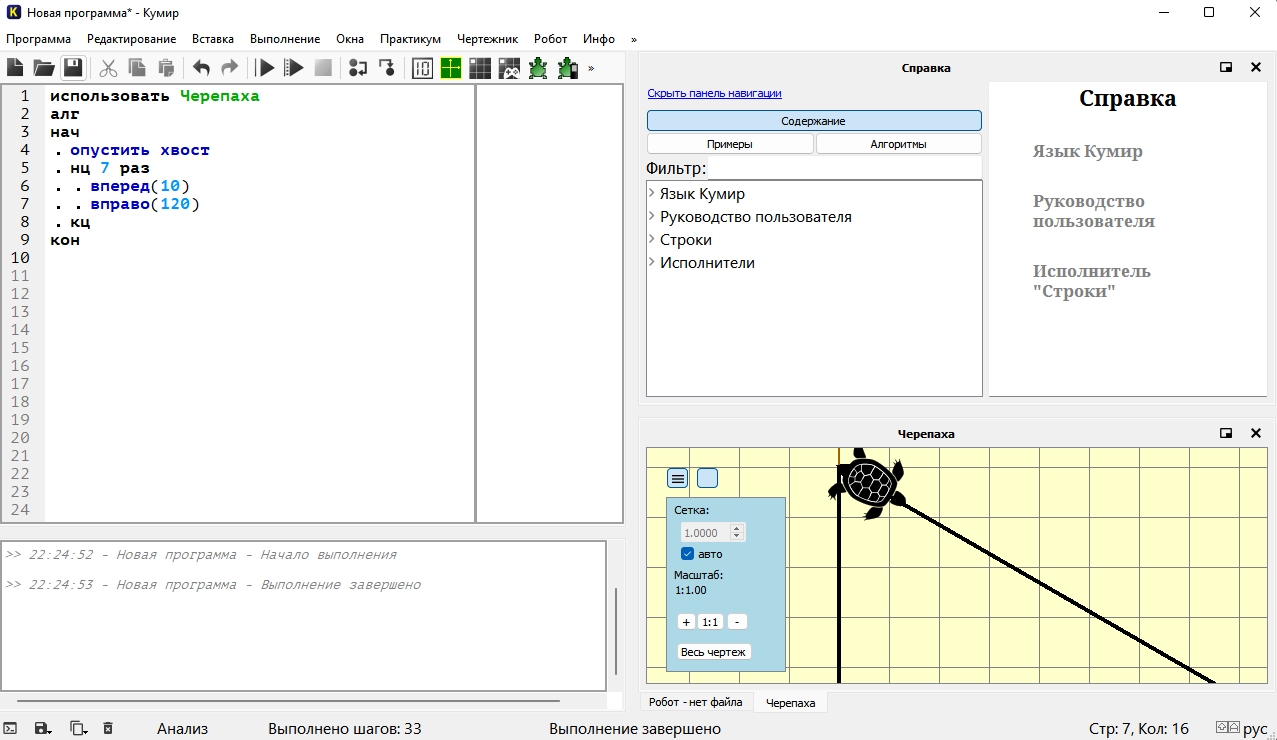 Новая программа* - Кумир
Программа Редактирование Вставка Выполнение Окна Практикум Чертежник Робот Инфо »
»
1 использовать Черепаха
2 алг
3 нач
4 . опустить хвост
5 . нц 7 раз
6 . . вперед(10)
7 . . вправо(120)
8 . кц
9 кон
10
11
12
13
14
15
16
17
18
19
20
21
22
23
24
>> 22:24:52 - Новая программа - Начало выполнения
>> 22:24:53 - Новая программа - Выполнение завершено
Справка
Скрыть панель навигации
Содержание
Примеры Алгоритмы
Фильтр:
Язык Кумир
Руководство пользователя
Строки
Исполнители
Справка
Язык Кумир
Руководство
пользователя
Исполнитель
"Строки"
Черепаха
Сетка:
1.0000
авто
Масштаб:
1:1.00
+ 1:1 -
Весь чертеж
Робот - нет файла Черепаха
Анализ Выполнено шагов: 33 Выполнение завершено Стр: 7, Кол: 16 рус